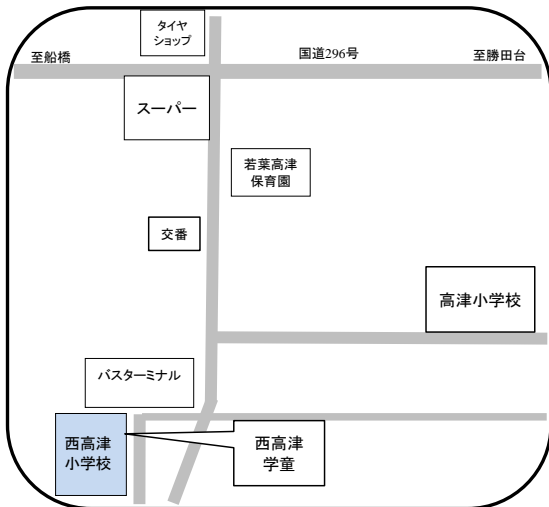 タイヤ
ショップ
至船橋
国道296号
至勝田台
スーパー
若葉高津
保育園
交番
高津小学校
バスターミナル
西高津
小学校
西高津
学童